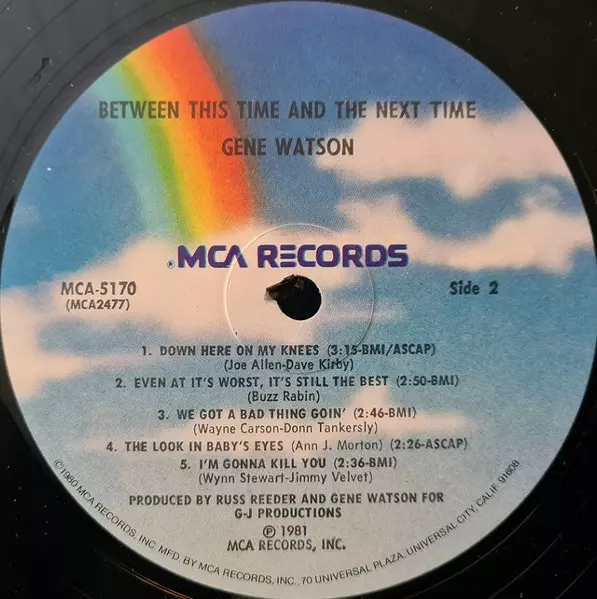 BETWEEN THIS TIME AND THE NEXT TIME
GENE WATSON
MCA RECORDS
MCA-5170
(MCA2477)
Side 2
1. DOWN HERE ON MY KNEES (3:15-BMI/ASCAP)
(Joe Allen-Dave Kirby)
2. EVEN AT IT'S WORST, IT'S STILL THE BEST (2:50-BMI)
(Buzz Rabin)
3. WE GOT A BAD THING GOIN' (2:46-BMI)
(Wayne Carson-Donn Tankersly)
4. THE LOOK IN BABY'S EYES (Ann J. Morton) (2:26-ASCAP)
5. I'M GONNA KILL YOU (2:36-BMI)
(Wynn Stewart-Jimmy Velvet)
PRODUCED BY RUSS REEDER AND GENE WATSON FOR
G-J PRODUCTIONS
℗ 1981
MCA RECORDS, INC.
©1980 MCA RECORDS, INC. MFD. BY MCA RECORDS, INC., 70 UNIVERSAL PLAZA, UNIVERSAL CITY, CALIF. 91608